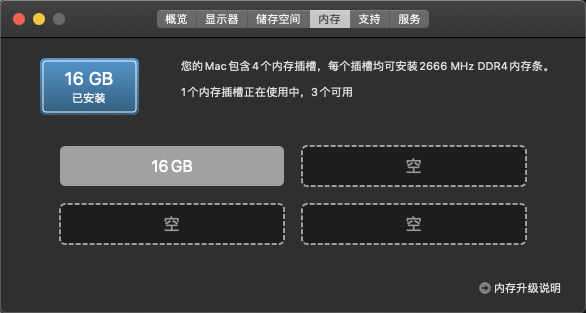 概览 显示器 储存空间 内存 支持 服务
16 GB
已安装
您的 Mac 包含 4 个内存插槽，每个插槽均可安装 2666 MHz DDR4 内存条。
1 个内存插槽正在使用中，3 个可用
16 GB 空
空 空
内存升级说明